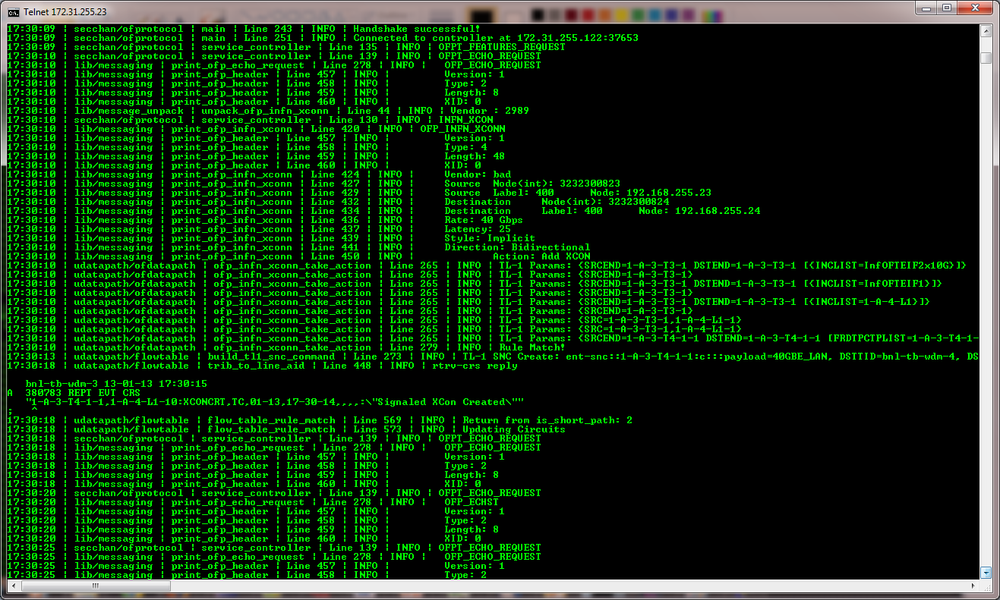 Telnet 172.31.255.23
17:30:09 | secchan/ofprotocol | main | Line 243 | INFO | Handshake successful!
17:30:09 | secchan/ofprotocol | main | Line 251 | INFO | Connected to controller at 172.31.255.122:37653
17:30:09 | secchan/ofprotocol | service_controller | Line 135 | INFO | OFPT_FEATURES_REQUEST
17:30:10 | secchan/ofprotocol | service_controller | Line 139 | INFO | OFPT_ECHO_REQUEST
17:30:10 | lib/messaging | print_ofp_echo_request | Line 278 | INFO | OFP_ECHO_REQUEST
17:30:10 | lib/messaging | print_ofp_header | Line 457 | INFO | Version: 1
17:30:10 | lib/messaging | print_ofp_header | Line 458 | INFO | Type: 2
17:30:10 | lib/messaging | print_ofp_header | Line 459 | INFO | Length: 8
17:30:10 | lib/messaging | print_ofp_header | Line 460 | INFO | XID: 0
17:30:10 | lib/message_unpack | unpack_ofp_infn_xconn | Line 44 | INFO | Vendor : 2989
17:30:10 | secchan/ofprotocol | service_controller | Line 130 | INFO | INFN_XCON
17:30:10 | lib/messaging | print_ofp_infn_xconn | Line 420 | INFO | OFP_INFN_XCONN
17:30:10 | lib/messaging | print_ofp_header | Line 457 | INFO | Version: 1
17:30:10 | lib/messaging | print_ofp_header | Line 458 | INFO | Type: 4
17:30:10 | lib/messaging | print_ofp_header | Line 459 | INFO | Length: 48
17:30:10 | lib/messaging | print_ofp_header | Line 460 | INFO | XID: 0
17:30:10 | lib/messaging | print_ofp_infn_xconn | Line 424 | INFO | Vendor: bad
17:30:10 | lib/messaging | print_ofp_infn_xconn | Line 427 | INFO | Source Node(int): 3232300823
17:30:10 | lib/messaging | print_ofp_infn_xconn | Line 429 | INFO | Source Label: 400 Node: 192.168.255.23
17:30:10 | lib/messaging | print_ofp_infn_xconn | Line 432 | INFO | Destination Node(int): 3232300824
17:30:10 | lib/messaging | print_ofp_infn_xconn | Line 434 | INFO | Destination Label: 400 Node: 192.168.255.24
17:30:10 | lib/messaging | print_ofp_infn_xconn | Line 436 | INFO | Rate: 40 Gbps
17:30:10 | lib/messaging | print_ofp_infn_xconn | Line 437 | INFO | Latency: 25
17:30:10 | lib/messaging | print_ofp_infn_xconn | Line 439 | INFO | Style: Implicit
17:30:10 | lib/messaging | print_ofp_infn_xconn | Line 441 | INFO | Direction: Bidirectional
17:30:10 | lib/messaging | print_ofp_infn_xconn | Line 450 | INFO | Action: Add XCON
17:30:10 | udatapath/ofdatapath | ofp_infn_xconn_take_action | Line 265 | INFO | TL-1 Params: {SRCEND=1-A-3-T3-1 DSTEND=1-A-3-T3-1 [{INCLIST=InfOFTEIF2x10G}]}
17:30:10 | udatapath/ofdatapath | ofp_infn_xconn_take_action | Line 265 | INFO | TL-1 Params: {SRCEND=1-A-3-T3-1}
17:30:10 | udatapath/ofdatapath | ofp_infn_xconn_take_action | Line 265 | INFO | TL-1 Params: {SRCEND=1-A-3-T3-1 DSTEND=1-A-3-T3-1 [{INCLIST=InfOFTEIF1}]}
17:30:10 | udatapath/ofdatapath | ofp_infn_xconn_take_action | Line 265 | INFO | TL-1 Params: {SRCEND=1-A-3-T3-1}
17:30:10 | udatapath/ofdatapath | ofp_infn_xconn_take_action | Line 265 | INFO | TL-1 Params: {SRCEND=1-A-3-T3-1 DSTEND=1-A-3-T3-1 [{INCLIST=1-A-4-L1}]}
17:30:10 | udatapath/ofdatapath | ofp_infn_xconn_take_action | Line 265 | INFO | TL-1 Params: {SRCEND=1-A-3-T3-1}
17:30:10 | udatapath/ofdatapath | ofp_infn_xconn_take_action | Line 265 | INFO | TL-1 Params: {SRC=1-A-3-T3-1,1-A-4-L1-1}
17:30:10 | udatapath/ofdatapath | ofp_infn_xconn_take_action | Line 265 | INFO | TL-1 Params: {SRC=1-A-3-T3-1,1-A-4-L1-1}
17:30:10 | udatapath/ofdatapath | ofp_infn_xconn_take_action | Line 265 | INFO | TL-1 Params: {SRCEND=1-A-3-T4-1-1 DSTEND=1-A-3-T4-1-1 [FRDTPCTPLIST=1-A-3-T4-1-
17:30:10 | udatapath/ofdatapath | ofp_infn_xconn_take_action | Line 279 | INFO | Rule Match!
17:30:13 | udatapath/flowtable | build_tl1_snc_command | Line 273 | INFO | TL-1 SNC Create: ent-snc::1-A-3-T4-1-1:c:::payload=40GBE_LAN, DSTTID=bnl-tb-wdm-4, DS
17:30:18 | udatapath/flowtable | trib_to_line_aid | Line 448 | INFO | rtrv-crs reply
bnl-tb-wdm-3 13-01-13 17:30:15
A 380783 REPT EVT CRS
"1-A-3-T4-1-1,1-A-4-L1-10:XCONCRT,TC,01-13,17-30-14,,,,:\"Signaled XCon Created\""
; ^
17:30:18 | udatapath/flowtable | flow_table_rule_match | Line 569 | INFO | Return from is_short_path: 2
17:30:18 | udatapath/flowtable | flow_table_rule_match | Line 573 | INFO | Updating Circuits
17:30:18 | secchan/ofprotocol | service_controller | Line 139 | INFO | OFPT_ECHO_REQUEST
17:30:18 | lib/messaging | print_ofp_echo_request | Line 278 | INFO | OFP_ECHO_REQUEST
17:30:18 | lib/messaging | print_ofp_header | Line 457 | INFO | Version: 1
17:30:18 | lib/messaging | print_ofp_header | Line 458 | INFO | Type: 2
17:30:18 | lib/messaging | print_ofp_header | Line 459 | INFO | Length: 8
17:30:18 | lib/messaging | print_ofp_header | Line 460 | INFO | XID: 0
17:30:20 | secchan/ofprotocol | service_controller | Line 139 | INFO | OFPT_ECHO_REQUEST
17:30:20 | lib/messaging | print_ofp_echo_request | Line 278 | INFO | OFP_ECHST
17:30:20 | lib/messaging | print_ofp_header | Line 457 | INFO | Version: 1
17:30:20 | lib/messaging | print_ofp_header | Line 458 | INFO | Type: 2
17:30:20 | lib/messaging | print_ofp_header | Line 459 | INFO | Length: 8
17:30:20 | lib/messaging | print_ofp_header | Line 460 | INFO | XID: 0
17:30:25 | secchan/ofprotocol | service_controller | Line 139 | INFO | OFPT_ECHO_REQUEST
17:30:25 | lib/messaging | print_ofp_echo_request | Line 278 | INFO | OFP_ECHO_REQUEST
17:30:25 | lib/messaging | print_ofp_header | Line 457 | INFO | Version: 1
17:30:25 | lib/messaging | print_ofp_header | Line 458 | INFO | Type: 2